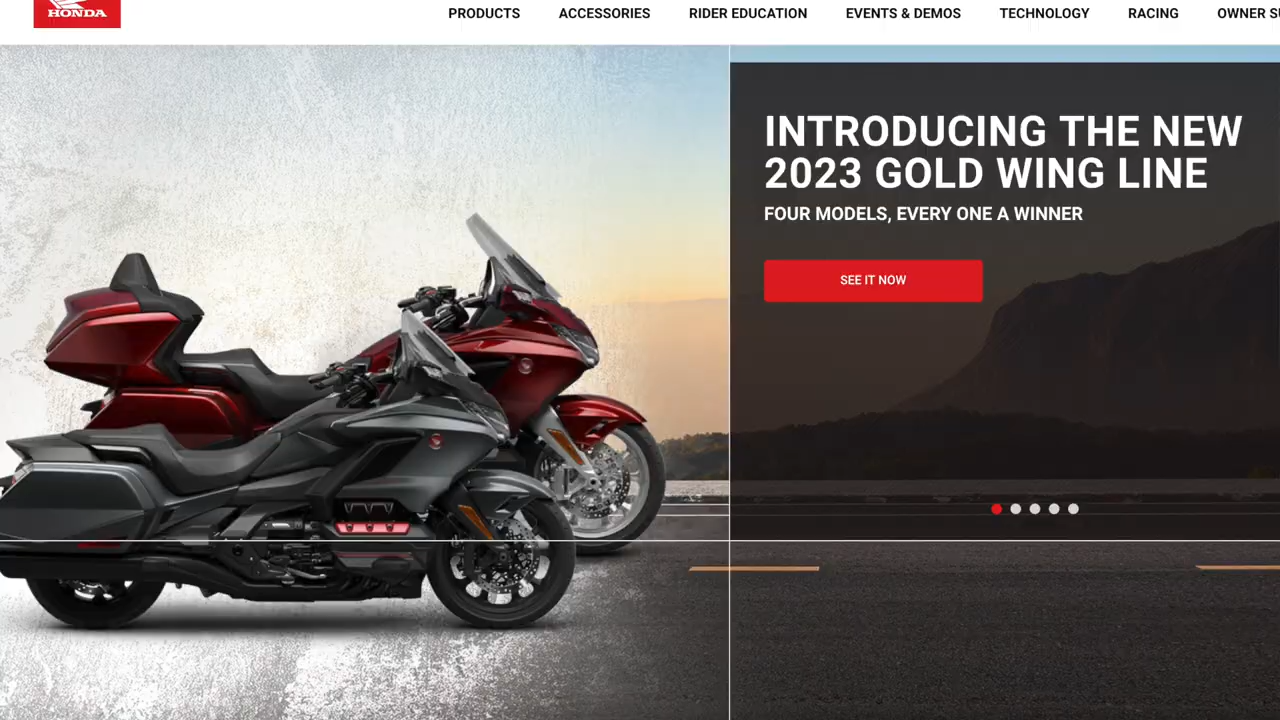 HONDA
PRODUCTS ACCESSORIES RIDER EDUCATION EVENTS & DEMOS TECHNOLOGY RACING OWNER
INTRODUCING THE NEW
2023 GOLD WING LINE
FOUR MODELS, EVERY ONE A WINNER
SEE IT NOW